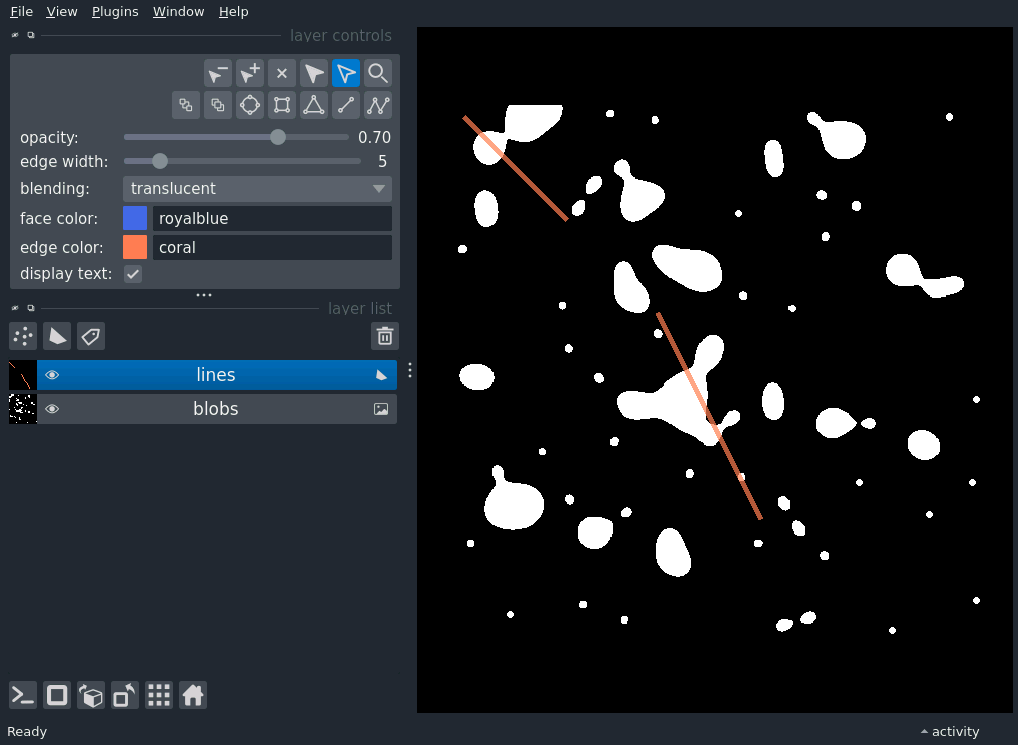 File View Plugins Window Help
layer controls
opacity: 0.70
edge width: 5
blending: translucent
face color: royalblue
edge color: coral
display text:
layer list
lines
blobs
Ready activity